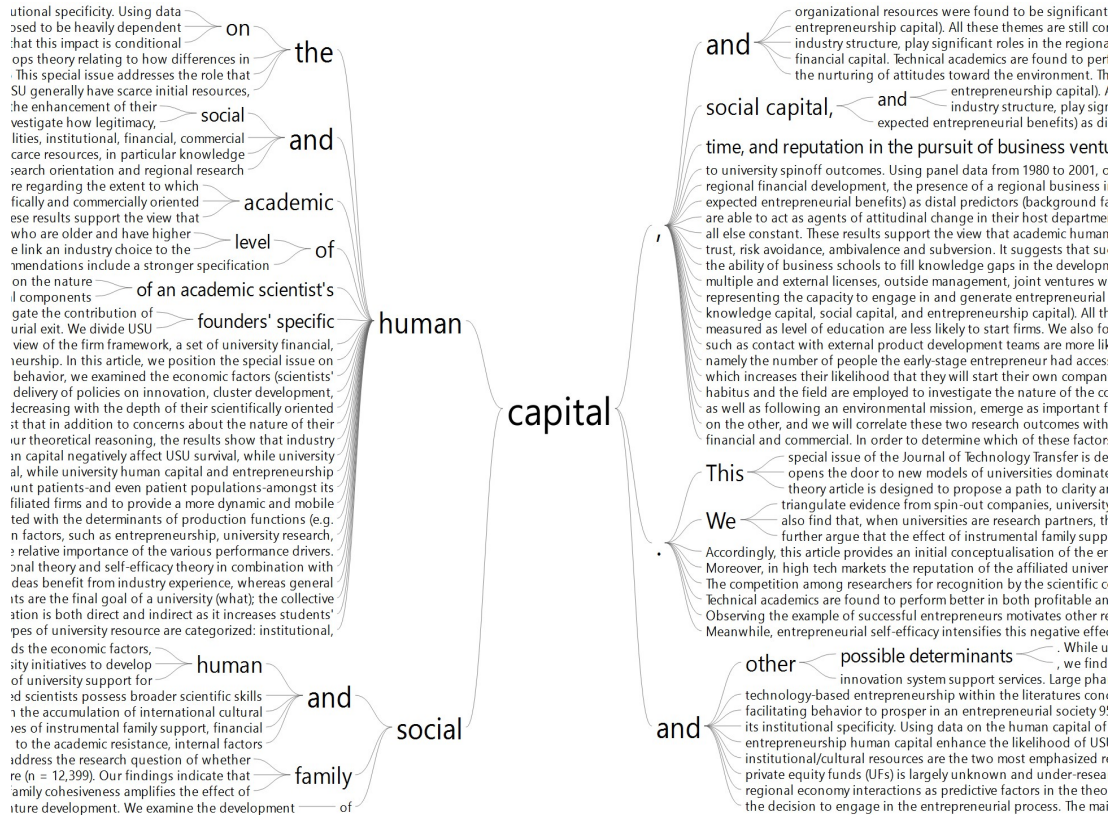 utional specificity. Using data
osed to be heavily dependent
that this impact is conditional
on
ops theory relating to how differences in
This special issue addresses the role that
SU generally have scarce initial resources,
the
the enhancement of their
vestigate how legitimacy,
social
lities, institutional, financial, commercial
carce resources, in particular knowledge
search orientation and regional research
and
re regarding the extent to which
fically and commercially oriented
ese results support the view that
academic
who are older and have higher
e link an industry choice to the
level
nmendations include a stronger specification
of
on the nature
l components
of an academic scientist's
gate the contribution of
urial exit. We divide USU
founders' specific
view of the firm framework, a set of university financial,
neurship. In this article, we position the special issue on
behavior, we examined the economic factors (scientists'
delivery of policies on innovation, cluster development,
decreasing with the depth of their scientifically oriented
st that in addition to concerns about the nature of their
ur theoretical reasoning, the results show that industry
an capital negatively affect USU survival, while university
al, while university human capital and entrepreneurship
unt patients-and even patient populations-amongst its
filiated firms and to provide a more dynamic and mobile
ted with the determinants of production functions (e.g.
n factors, such as entrepreneurship, university research,
e relative importance of the various performance drivers.
onal theory and self-efficacy theory in combination with
deas benefit from industry experience, whereas general
nts are the final goal of a university (what); the collective
ation is both direct and indirect as it increases students'
ypes of university resource are categorized: institutional,
human
ds the economic factors,
sity initiatives to develop
of university support for
human
ed scientists possess broader scientific skills
n the accumulation of international cultural
pes of instrumental family support, financial
to the academic resistance, internal factors
and
address the research question of whether
re (n = 12,399). Our findings indicate that
family cohesiveness amplifies the effect of
family
nture development. We examine the development
of
social
capital
,
and
organizational resources were found to be significant
entrepreneurship capital). All these themes are still co
industry structure, play significant roles in the regiona
financial capital. Technical academics are found to per
the nurturing of attitudes toward the environment. Th
social capital,
and
entrepreneurship capital). A
industry structure, play sig
expected entrepreneurial benefits) as di
time, and reputation in the pursuit of business ventu
to university spinoff outcomes. Using panel data from 1980 to 2001, o
regional financial development, the presence of a regional business i
expected entrepreneurial benefits) as distal predictors (background fa
are able to act as agents of attitudinal change in their host departme
all else constant. These results support the view that academic human
trust, risk avoidance, ambivalence and subversion. It suggests that su
the ability of business schools to fill knowledge gaps in the developm
multiple and external licenses, outside management, joint ventures w
representing the capacity to engage in and generate entrepreneurial
knowledge capital, social capital, and entrepreneurship capital). All th
measured as level of education are less likely to start firms. We also fo
such as contact with external product development teams are more lik
namely the number of people the early-stage entrepreneur had acces
which increases their likelihood that they will start their own compan
habitus and the field are employed to investigate the nature of the co
as well as following an environmental mission, emerge as important f
on the other, and we will correlate these two research outcomes with
financial and commercial. In order to determine which of these factors
.
This
special issue of the Journal of Technology Transfer is de
opens the door to new models of universities dominate
theory article is designed to propose a path to clarity a
We
triangulate evidence from spin-out companies, university
also find that, when universities are research partners, th
further argue that the effect of instrumental family supp
Accordingly, this article provides an initial conceptualisation of the en
Moreover, in high tech markets the reputation of the affiliated univer
The competition among researchers for recognition by the scientific c
Technical academics are found to perform better in both profitable an
Observing the example of successful entrepreneurs motivates other re
Meanwhile, entrepreneurial self-efficacy intensifies this negative effec
and
other
possible determinants
. While u
, we find
innovation system support services. Large pha
technology-based entrepreneurship within the literatures conc
facilitating behavior to prosper in an entrepreneurial society 95
its institutional specificity. Using data on the human capital of
entrepreneurship human capital enhance the likelihood of USU
institutional/cultural resources are the two most emphasized re
private equity funds (UFs) is largely unknown and under-resea
regional economy interactions as predictive factors in the theo
the decision to engage in the entrepreneurial process. The mai